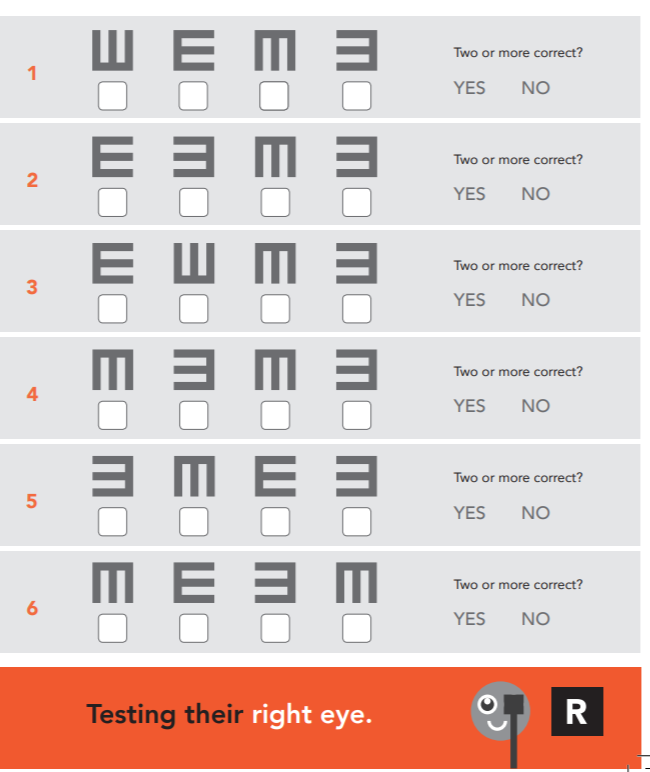 1
Two or more correct?
YES NO
2
Two or more correct?
YES NO
3
Two or more correct?
YES NO
4
Two or more correct?
YES NO
5
Two or more correct?
YES NO
6
Two or more correct?
YES NO
Testing their right eye.
R